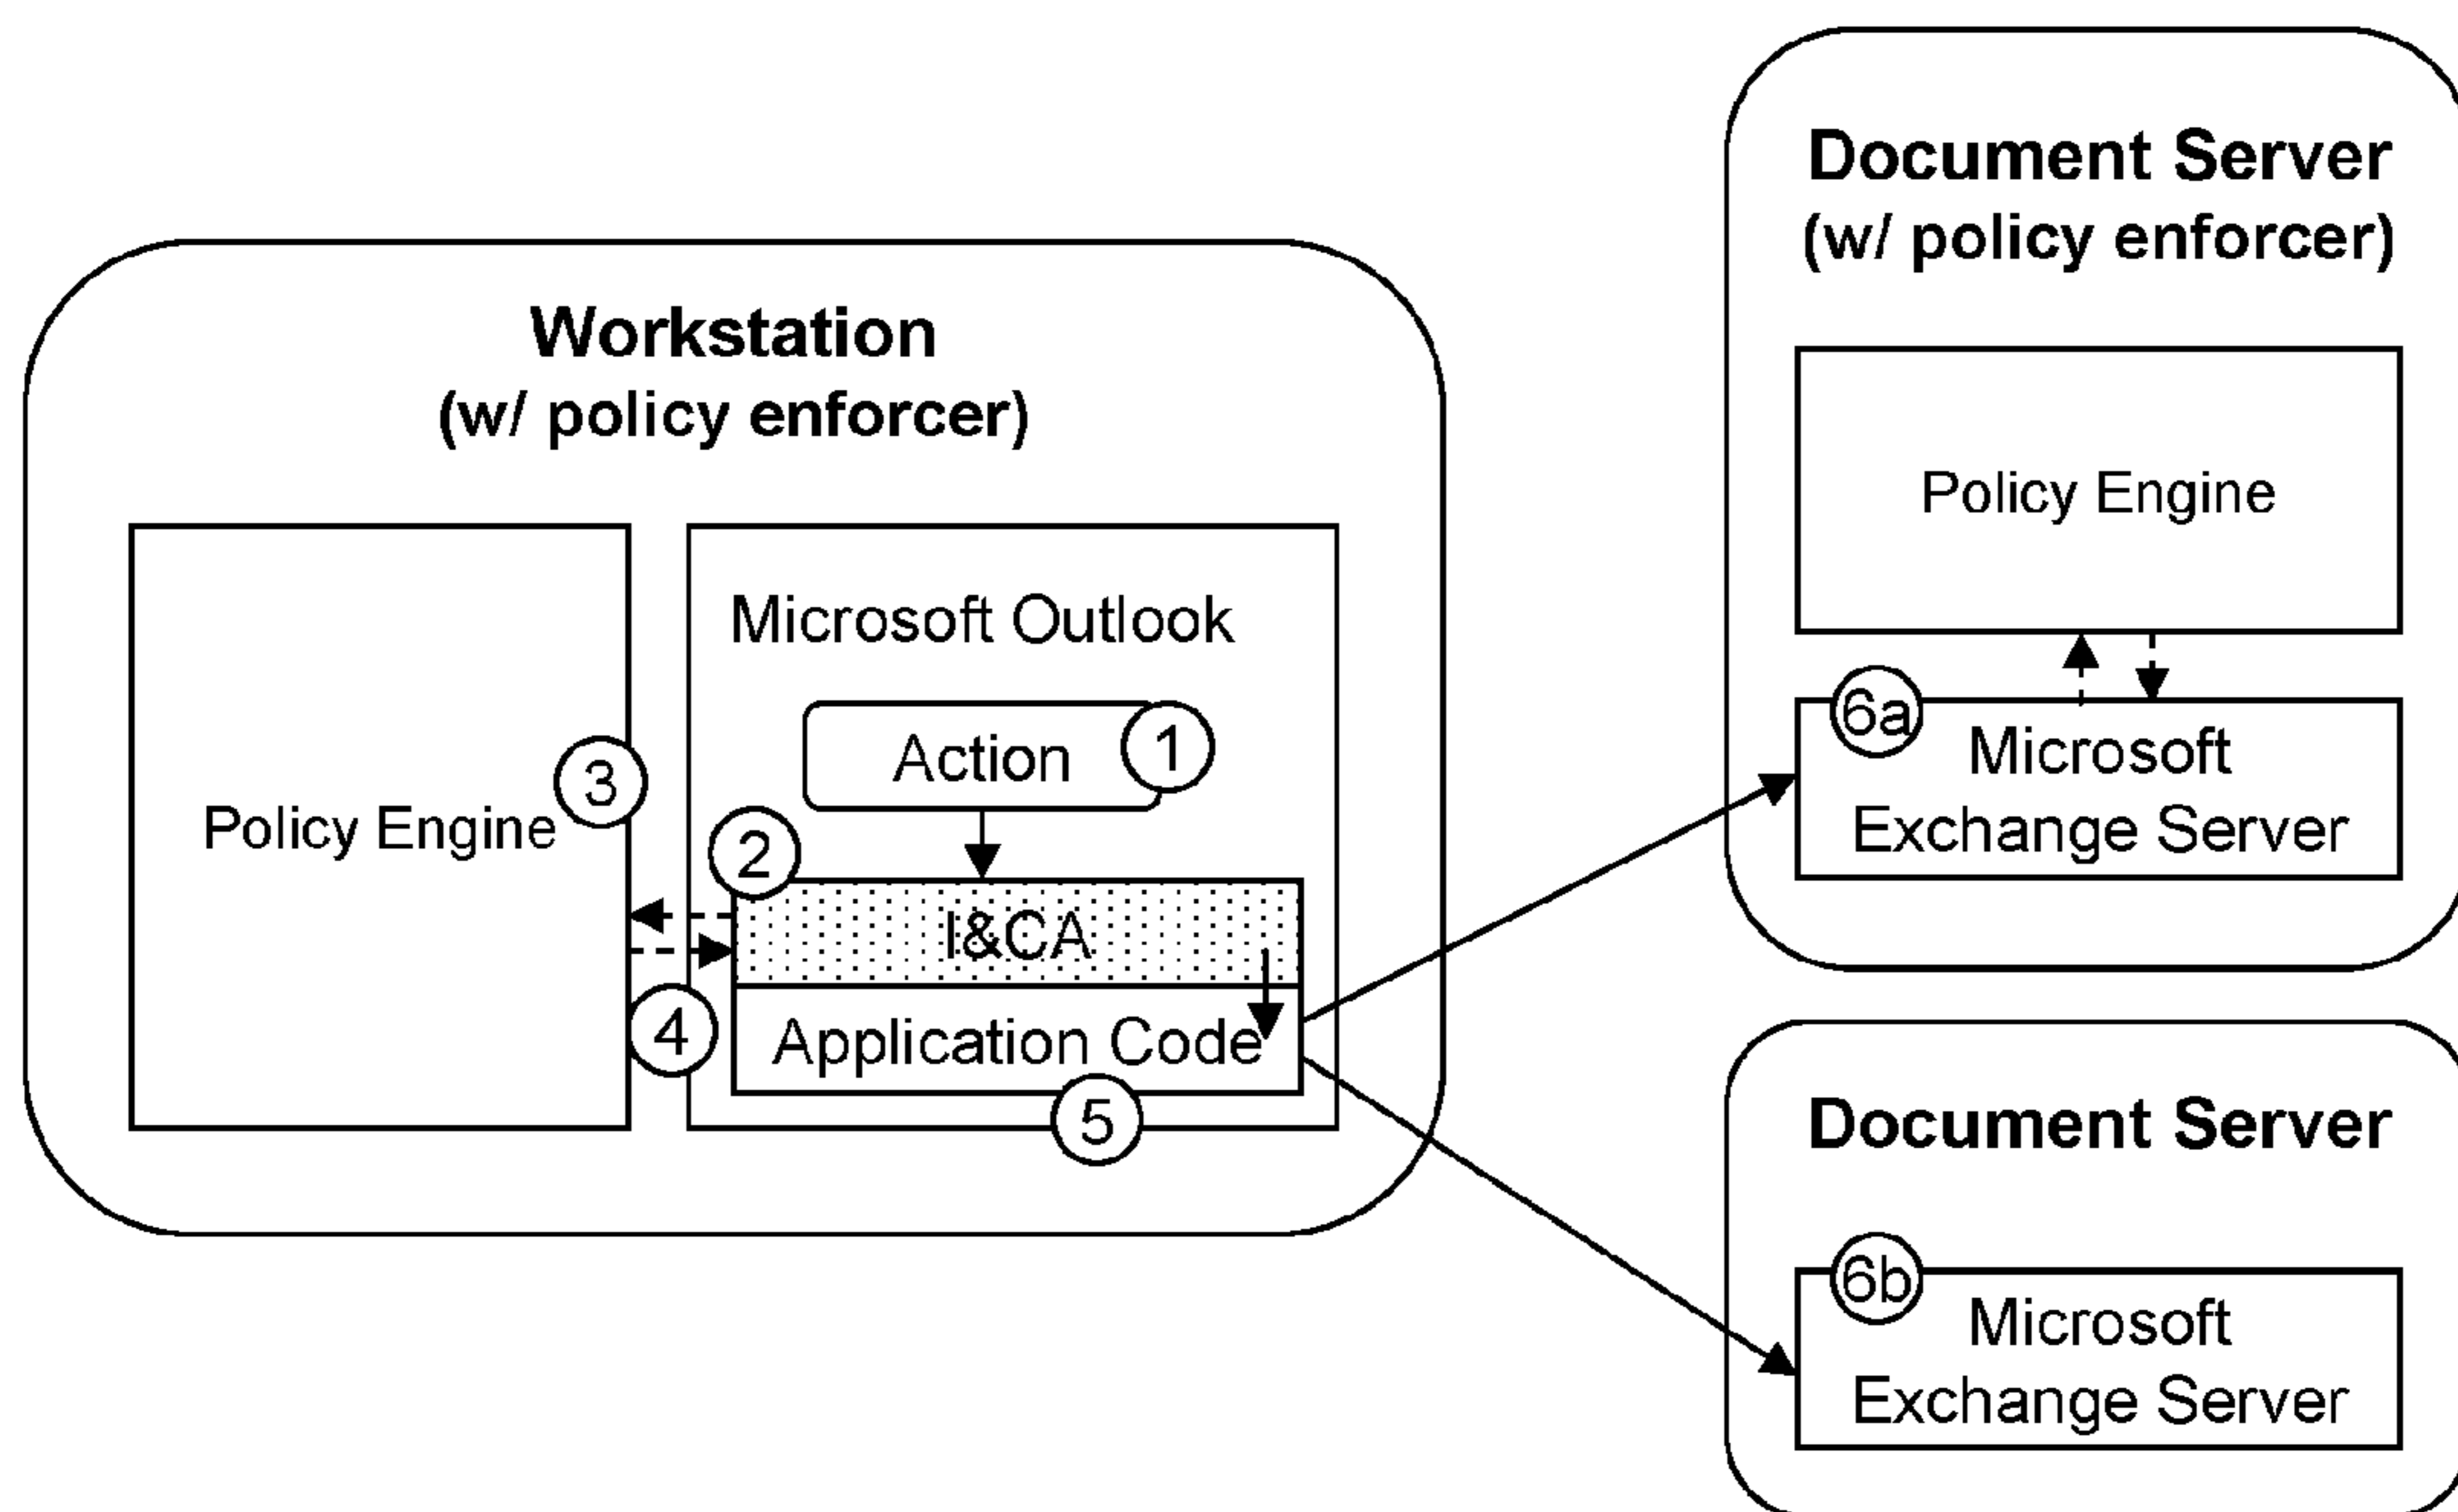 Workstation
(w/ policy enforcer)
Policy Engine
3
Microsoft Outlook
Action
1
2
I&CA
4
Application Code
5
Document Server
(w/ policy enforcer)
Policy Engine
6a
Microsoft
Exchange Server
Document Server
6b
Microsoft
Exchange Server